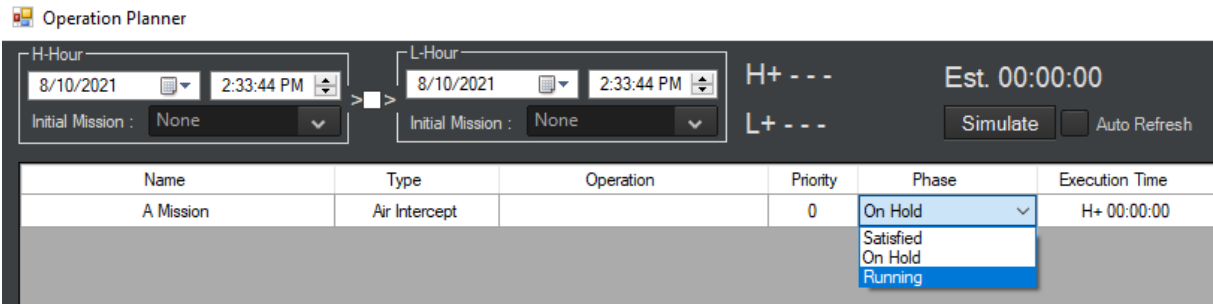 Operation Planner
H-Hour
L-Hour
8/10/2021 2:33:44 PM > > 8/10/2021 2:33:44 PM H+ - - - Est. 00:00:00
Initial Mission : None Initial Mission : None L+ - - - Simulate Auto Refresh
Name Type Operation Priority Phase Execution Time
A Mission Air Intercept 0 On Hold H+ 00:00:00
Satisfied
On Hold
Running